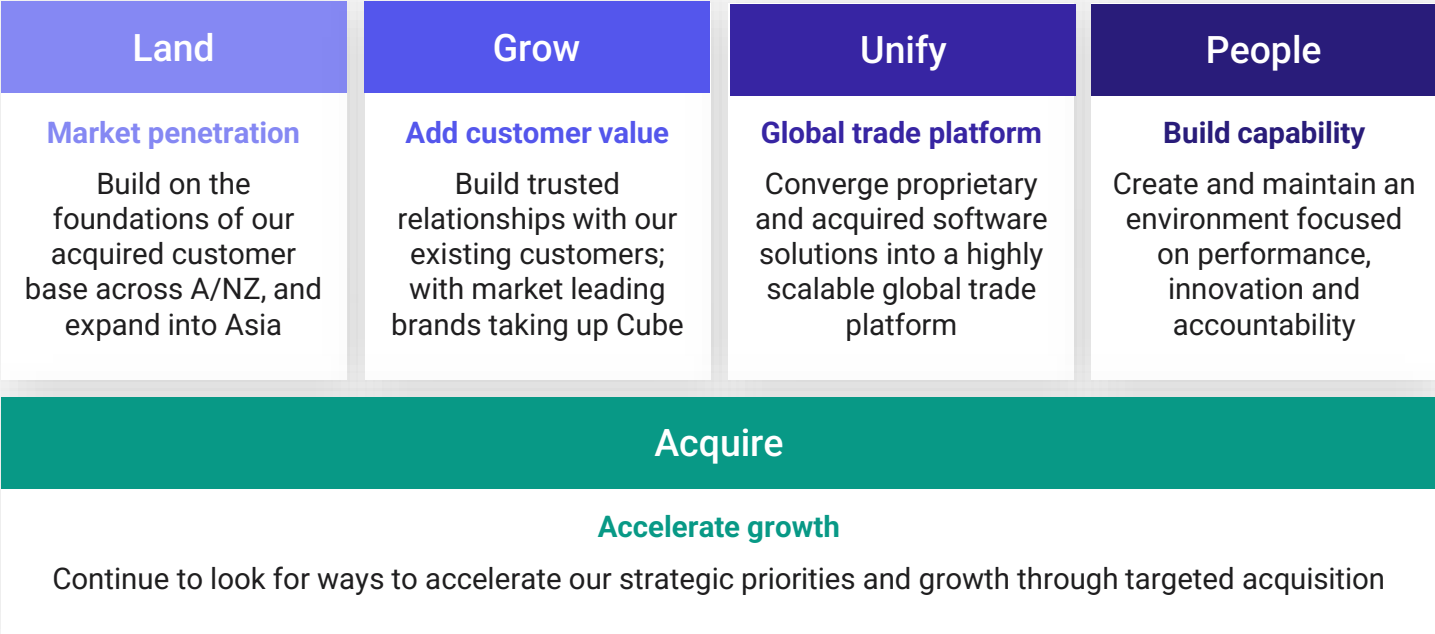 Land
Market penetration
Build on the
foundations of our
acquired customer
base across A/NZ, and
expand into Asia
Grow
Add customer value
Build trusted
relationships with our
existing customers;
with market leading
brands taking up Cube
Unify
Global trade platform
Converge proprietary
and acquired software
solutions into a highly
scalable global trade
platform
People
Build capability
Create and maintain an
environment focused
on performance,
innovation and
accountability
Acquire
Accelerate growth
Continue to look for ways to accelerate our strategic priorities and growth through targeted acquisition